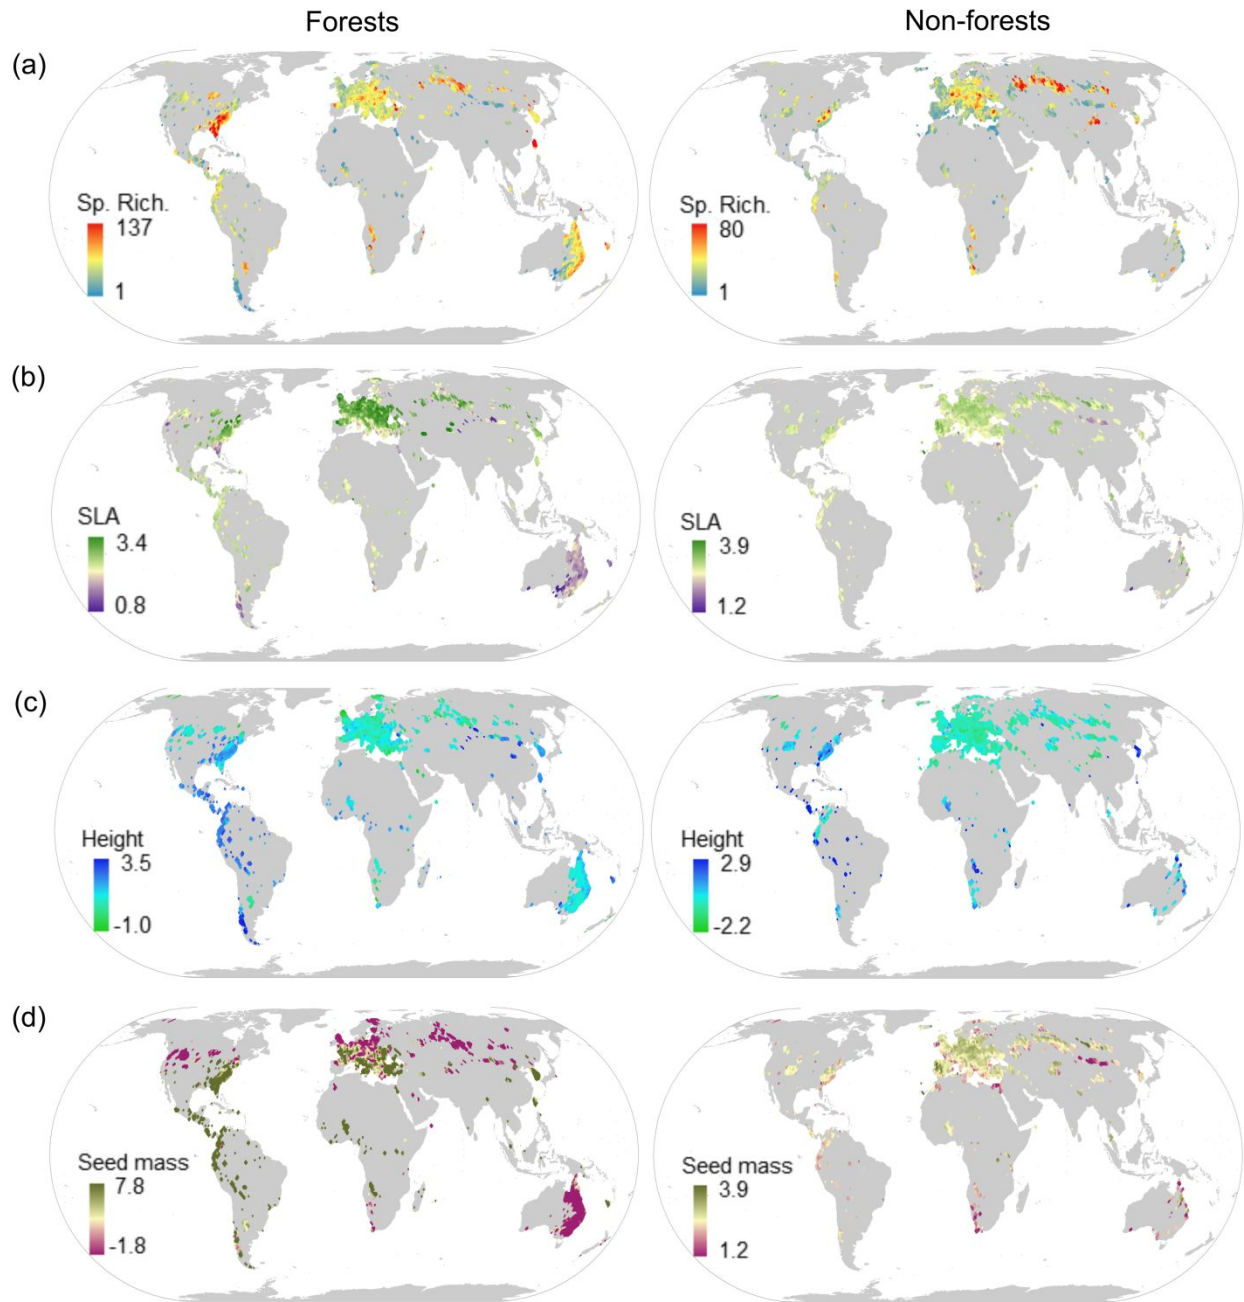 Forests
Non-forests
(a)
Sp. Rich.
137
1
Sp. Rich.
80
1
(b)
SLA
3.4
0.8
SLA
3.9
1.2
(c)
Height
3.5
-1.0
Height
2.9
-2.2
(d)
Seed mass
7.8
-1.8
Seed mass
3.9
1.2